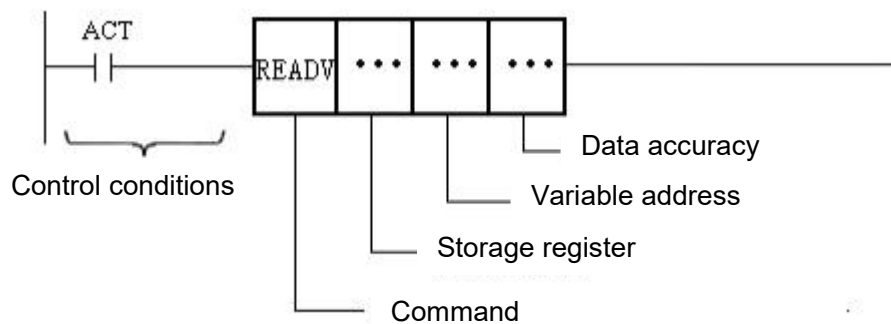 ACT
READV ••• ••• •••
Data accuracy
Control conditions
Variable address
Storage register
Command